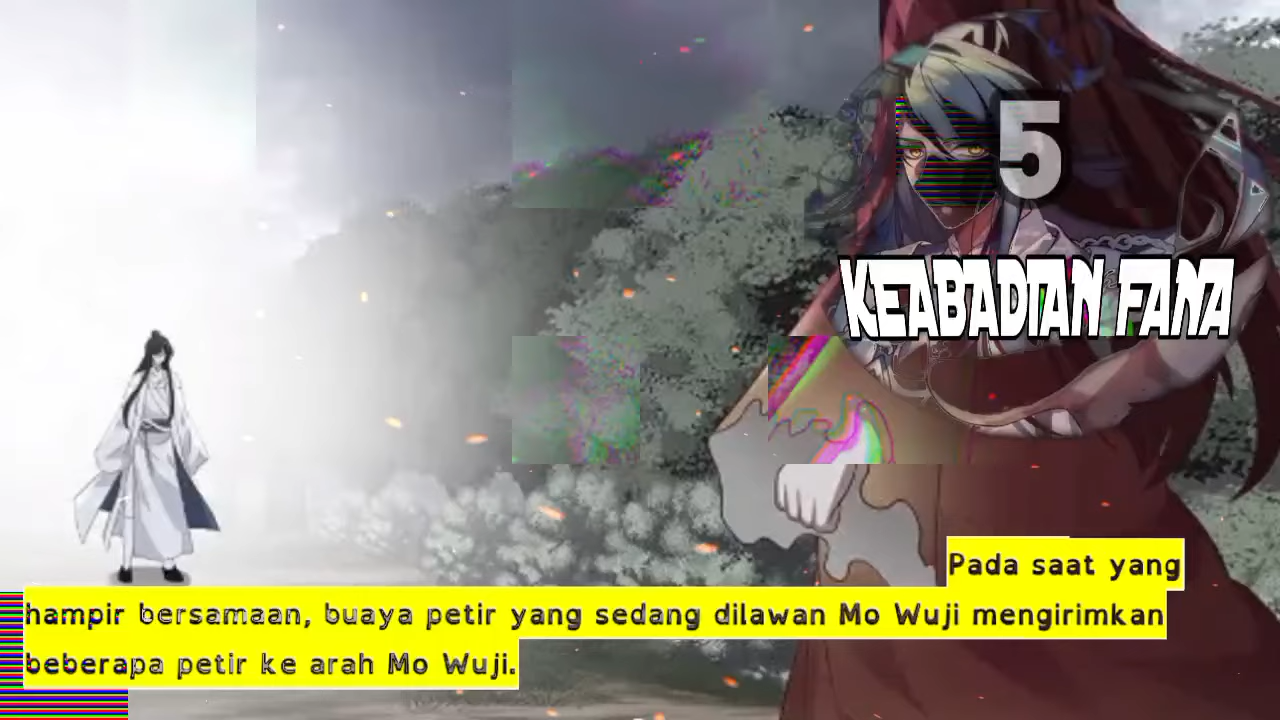 5
KEABADIAN FANA
Pada saat yang
hampir bersamaan, buaya petir yang sedang dilawan Mo Wuji mengirimkan
beberapa petir ke arah Mo Wuji.